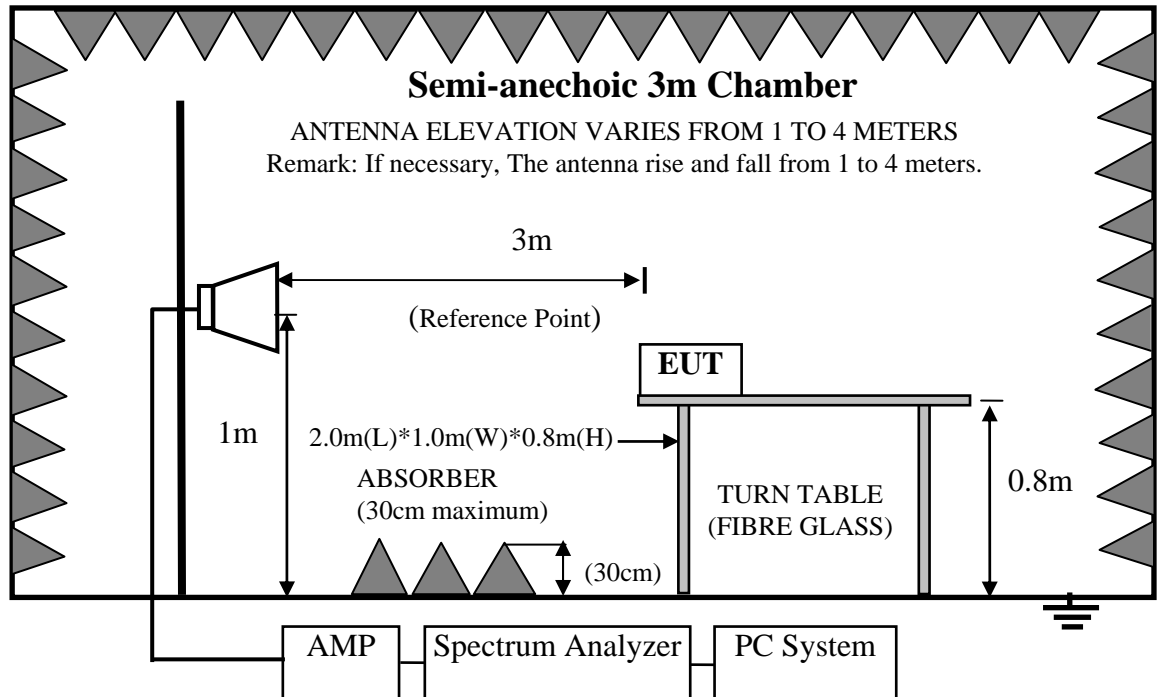 Semi-anechoic 3m Chamber
ANTENNA ELEVATION VARIES FROM 1 TO 4 METERS
Remark: If necessary, The antenna rise and fall from 1 to 4 meters.
3m
(Reference Point)
EUT
1m
2.0m(L)*1.0m(W)*0.8m(H)
ABSORBER
(30cm maximum)
(30cm)
TURN TABLE
(FIBRE GLASS)
0.8m
AMP
Spectrum Analyzer
PC System